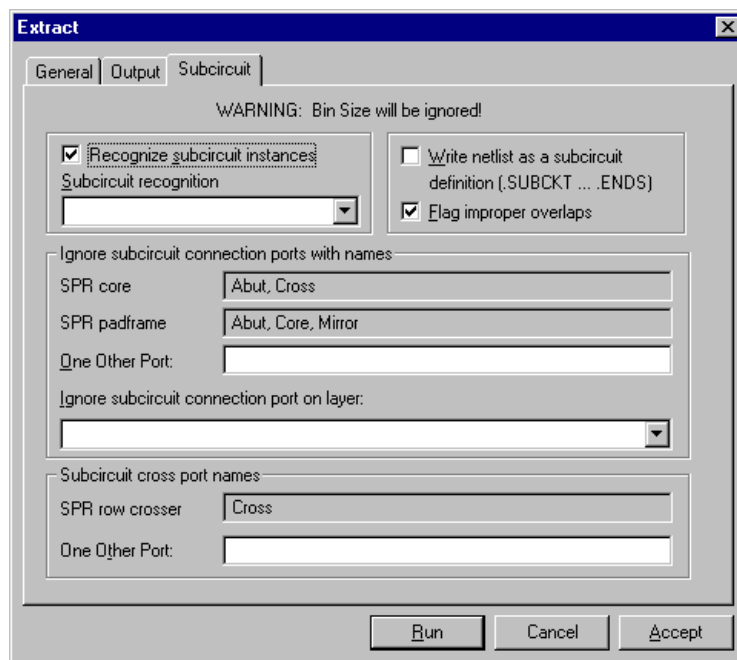 Extract
General Output Subcircuit
WARNING: Bin Size will be ignored!
Recognize subcircuit instances
Subcircuit recognition
Write netlist as a subcircuit
definition (.SUBCKT ... .ENDS)
Flag improper overlaps
Ignore subcircuit connection ports with names
SPR core Abut, Cross
SPR padframe Abut, Core, Mirror
One Other Port:
Ignore subcircuit connection port on layer:
Subcircuit cross port names
SPR row crosser Cross
One Other Port:
Run Cancel Accept